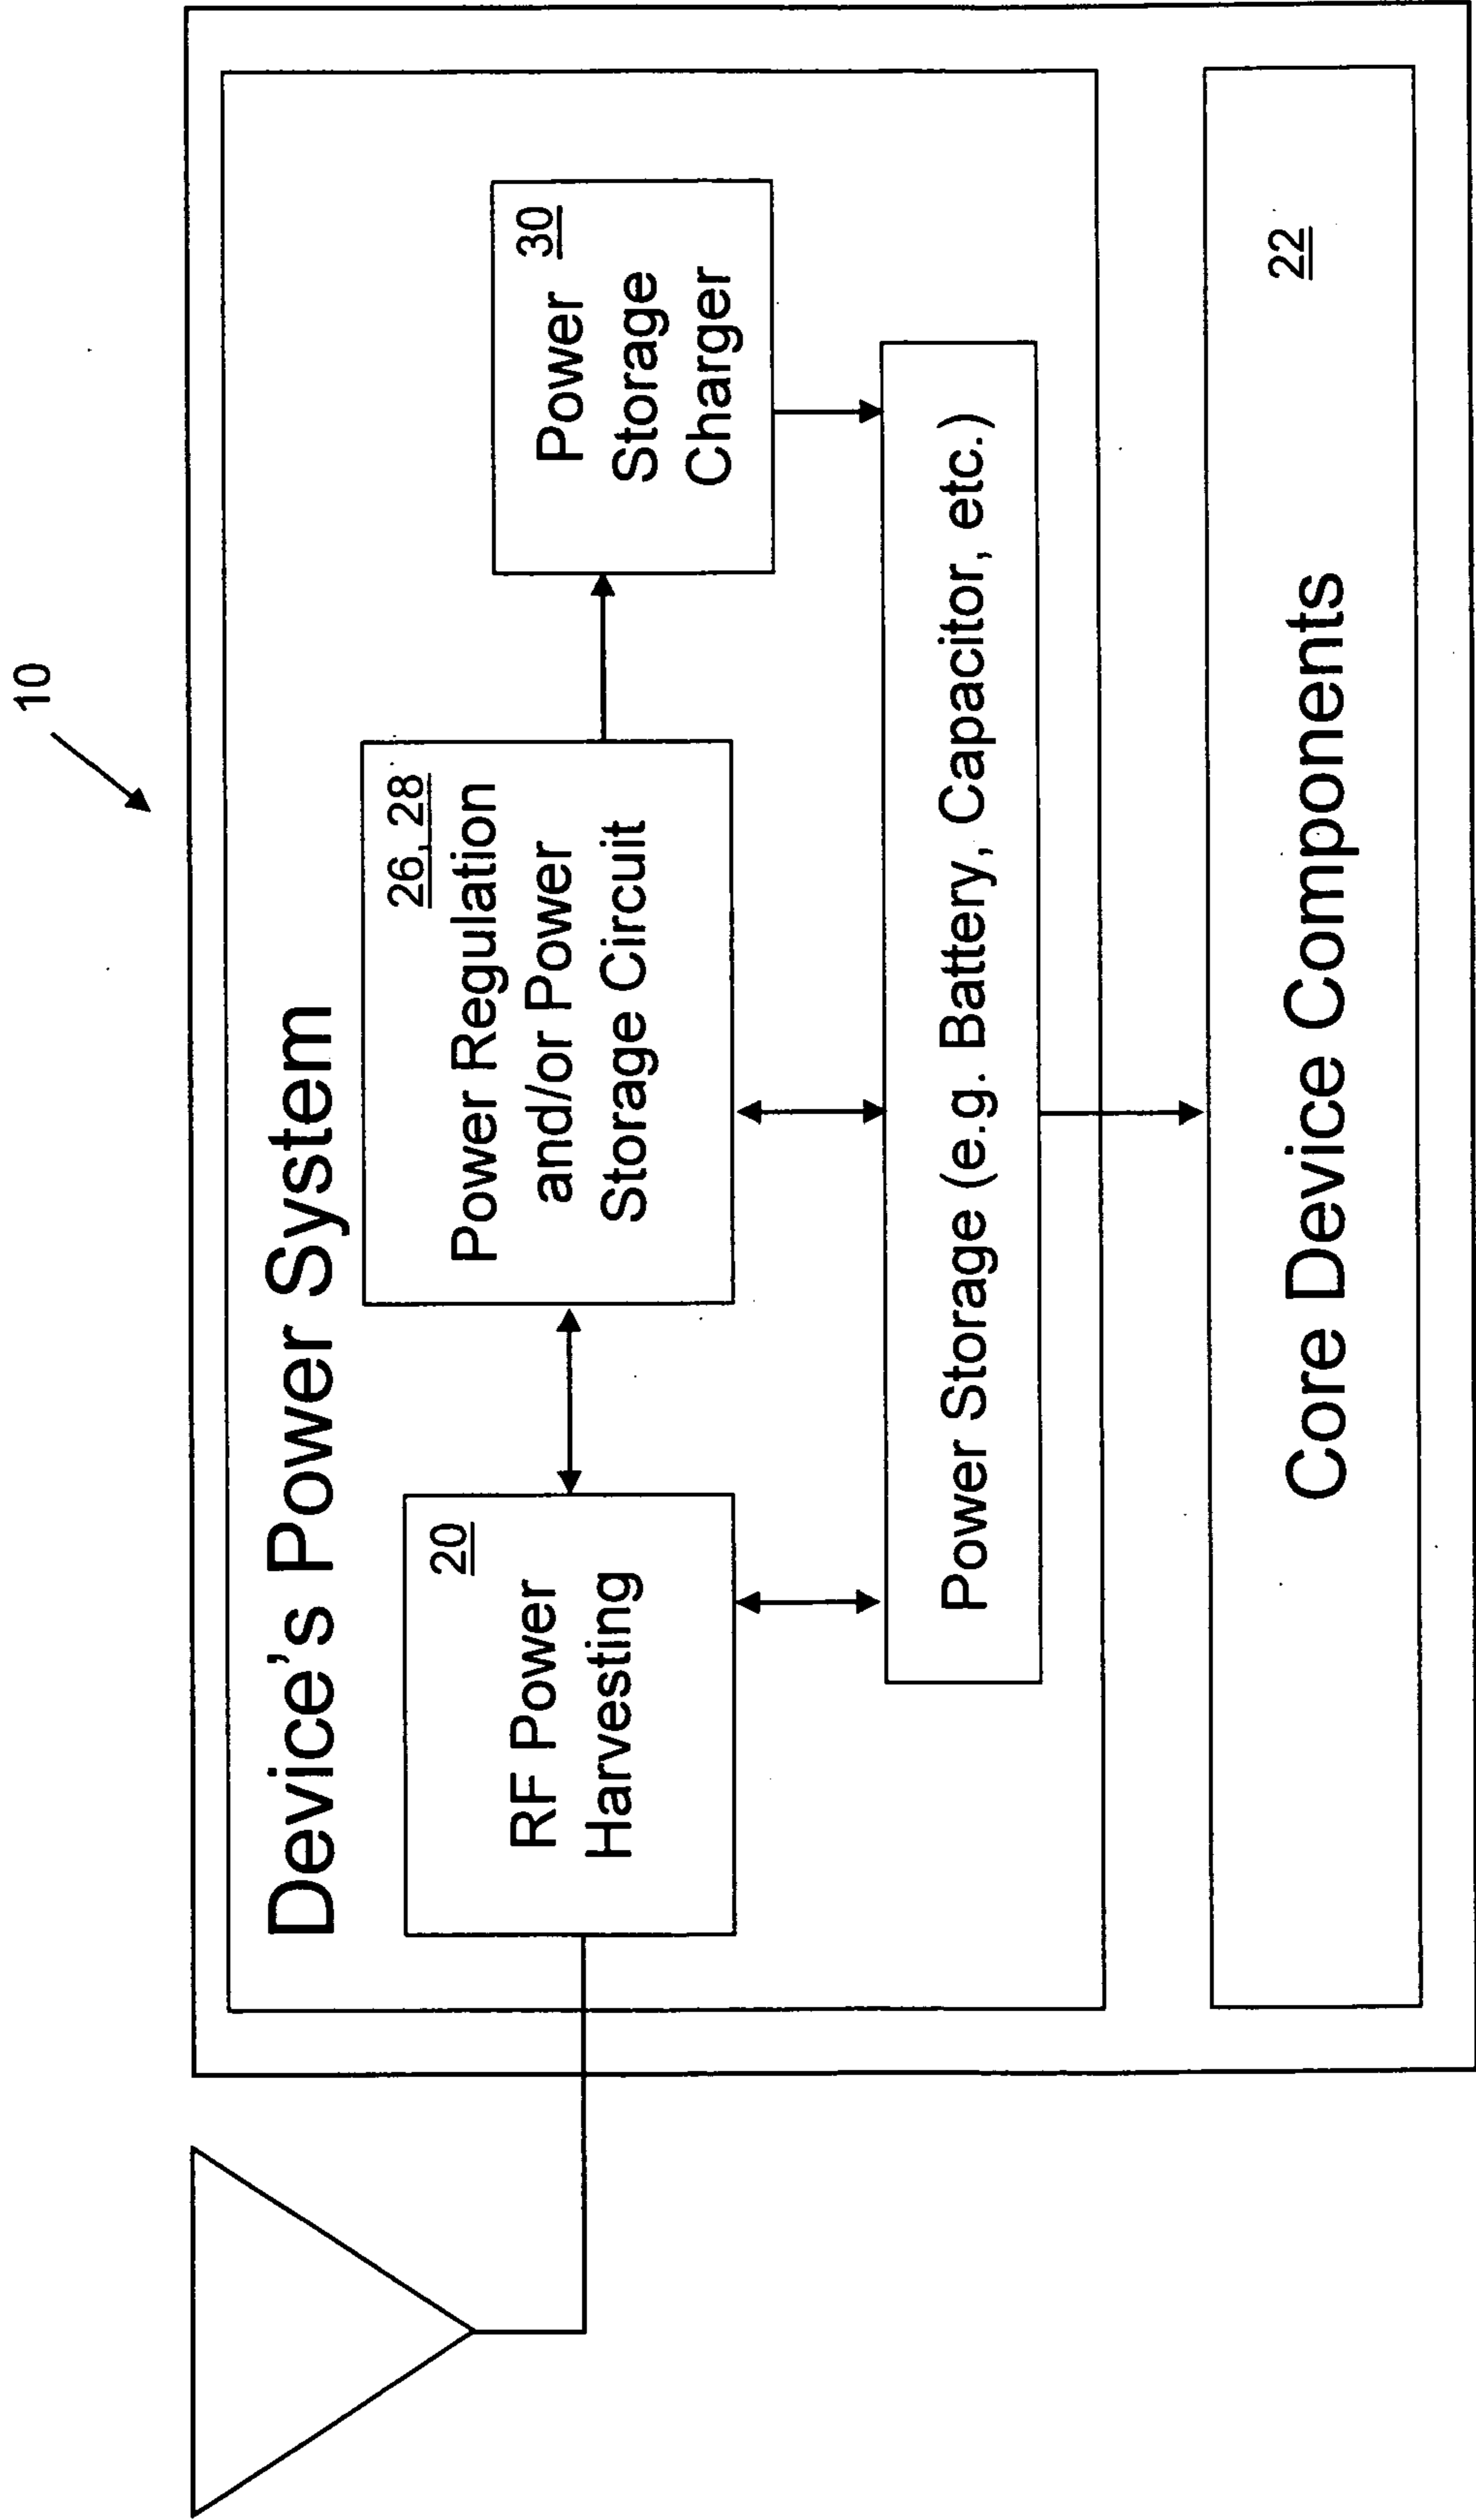 10
Device's Power System
20
RF Power
Harvesting
26, 28
Power Regulation
and/or Power
Storage Circuit
30
Power
Storage
Charger
Power Storage (e.g. Battery, Capacitor, etc.)
22
Core Device Components